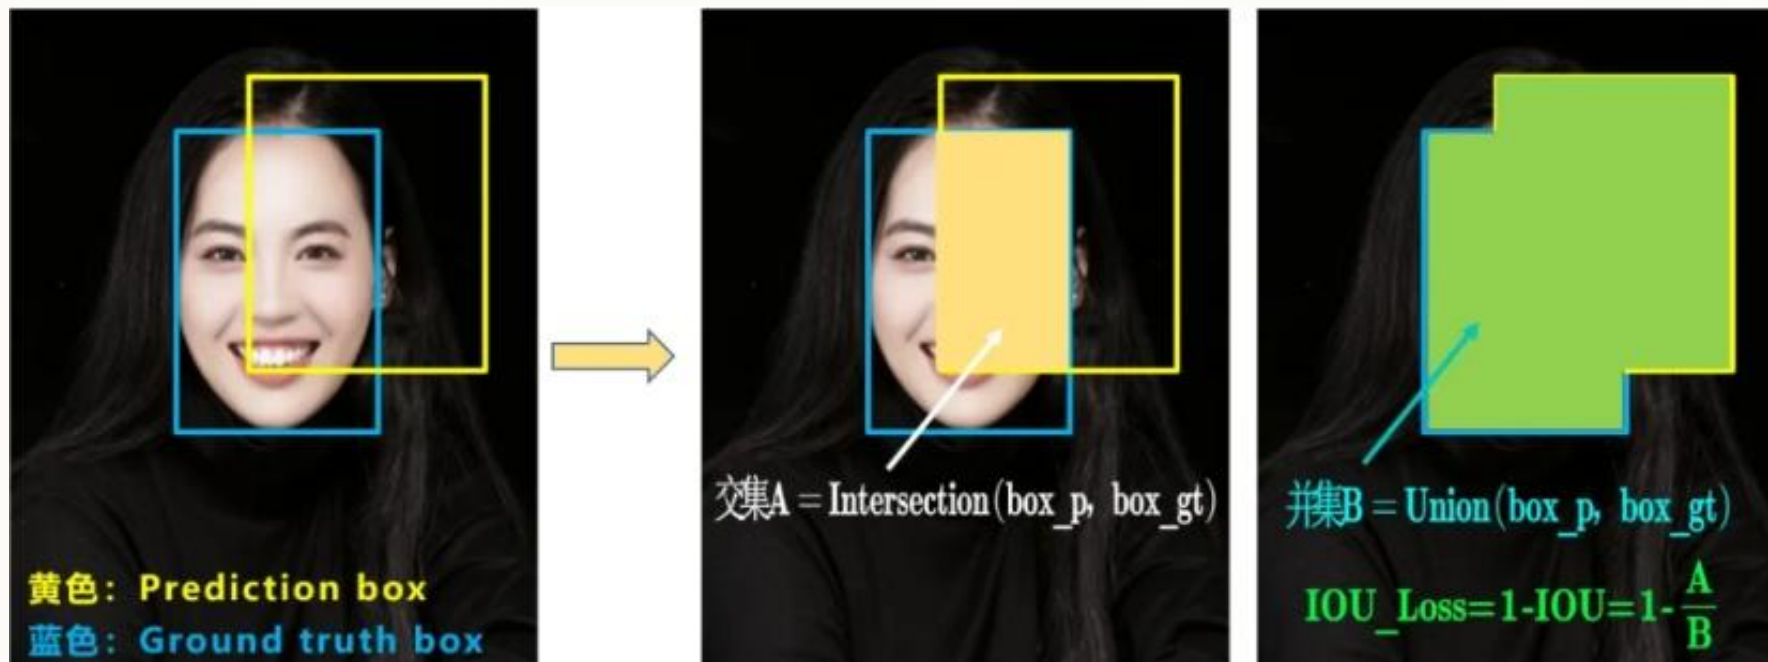 黄色：Prediction box
蓝色：Ground truth box
交集A = Intersection(box_p, box_gt)
并集B = Union(box_p, box_gt)
IOU_Loss=1-IOU=1-A/B